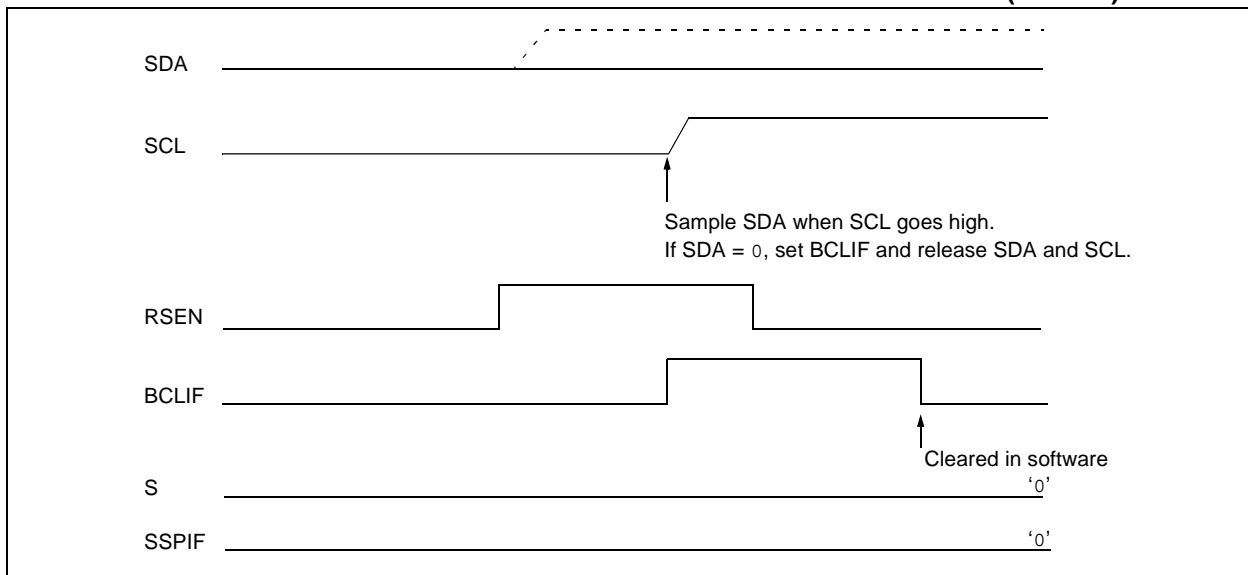 SDA
SCL
Sample SDA when SCL goes high.
If SDA = 0, set BCLIF and release SDA and SCL.
RSEN
BCLIF
Cleared in software
S
‘0’
SSPIF
‘0’